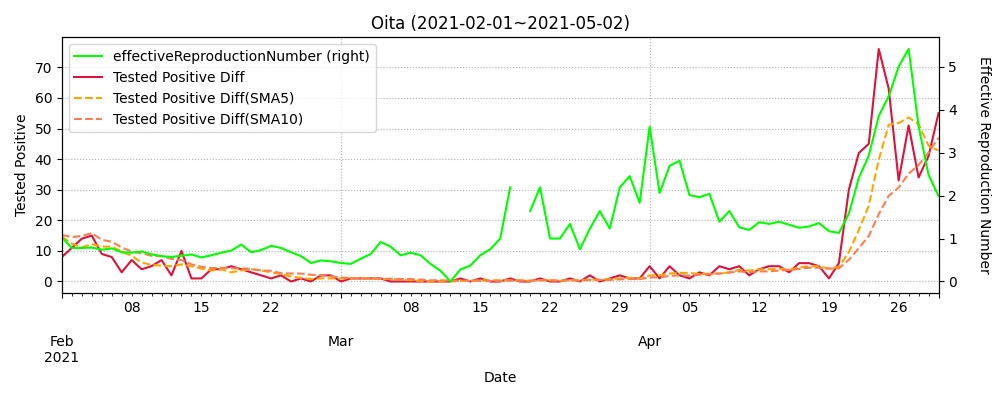 Oita (2021-02-01~2021-05-02)
effectiveReproductionNumber (right)
Tested Positive Diff
Tested Positive Diff(SMA5)
Tested Positive Diff(SMA10)
Tested Positive
70
60
50
40
30
20
10
0
Effective Reproduction Number
5
4
3
2
1
0
08 15 22 08 15 22 29 05 12 19 26
Feb Mar Apr
2021
Date